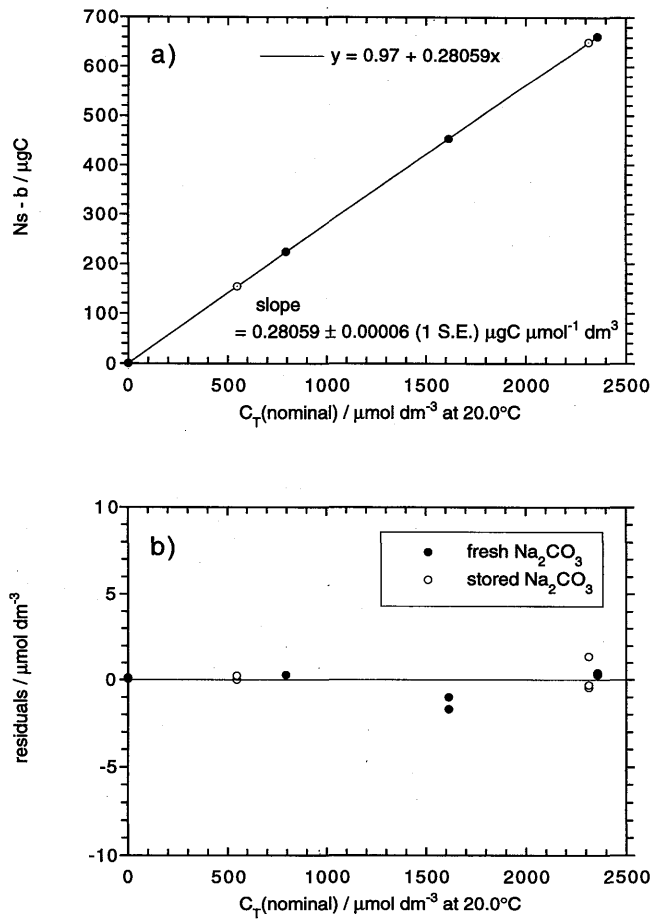 700
600
500
400
300
200
100
0
Ns - b / µgC
a)
y = 0.97 + 0.28059x
slope
= 0.28059 ± 0.00006 (1 S.E.) µgC µmol⁻¹ dm³
0 500 1000 1500 2000 2500
C_T(nominal) / µmol dm⁻³ at 20.0°C
10
5
0
-5
-10
residuals / µmol dm⁻³
b)
fresh Na₂CO₃
stored Na₂CO₃
0 500 1000 1500 2000 2500
C_T(nominal) / µmol dm⁻³ at 20.0°C